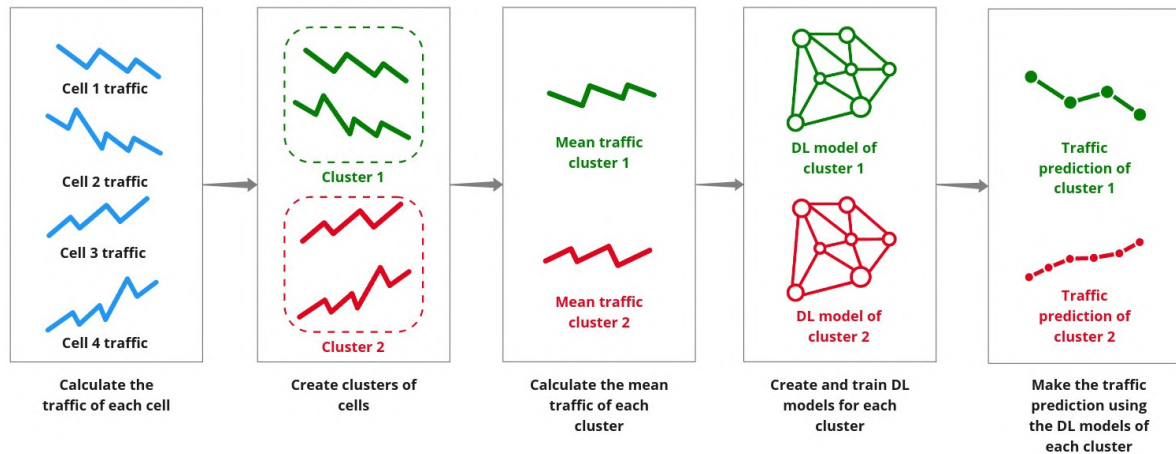 Cell 1 traffic
Cell 2 traffic
Cell 3 traffic
Cell 4 traffic
Calculate the
traffic of each cell
Cluster 1
Cluster 2
Create clusters of
cells
Mean traffic
cluster 1
Mean traffic
cluster 2
Calculate the mean
traffic of each
cluster
DL model of
cluster 1
DL model of
cluster 2
Create and train DL
models for each
cluster
Traffic
prediction of
cluster 1
Traffic
prediction of
cluster 2
Make the traffic
prediction using
the DL models of
each cluster